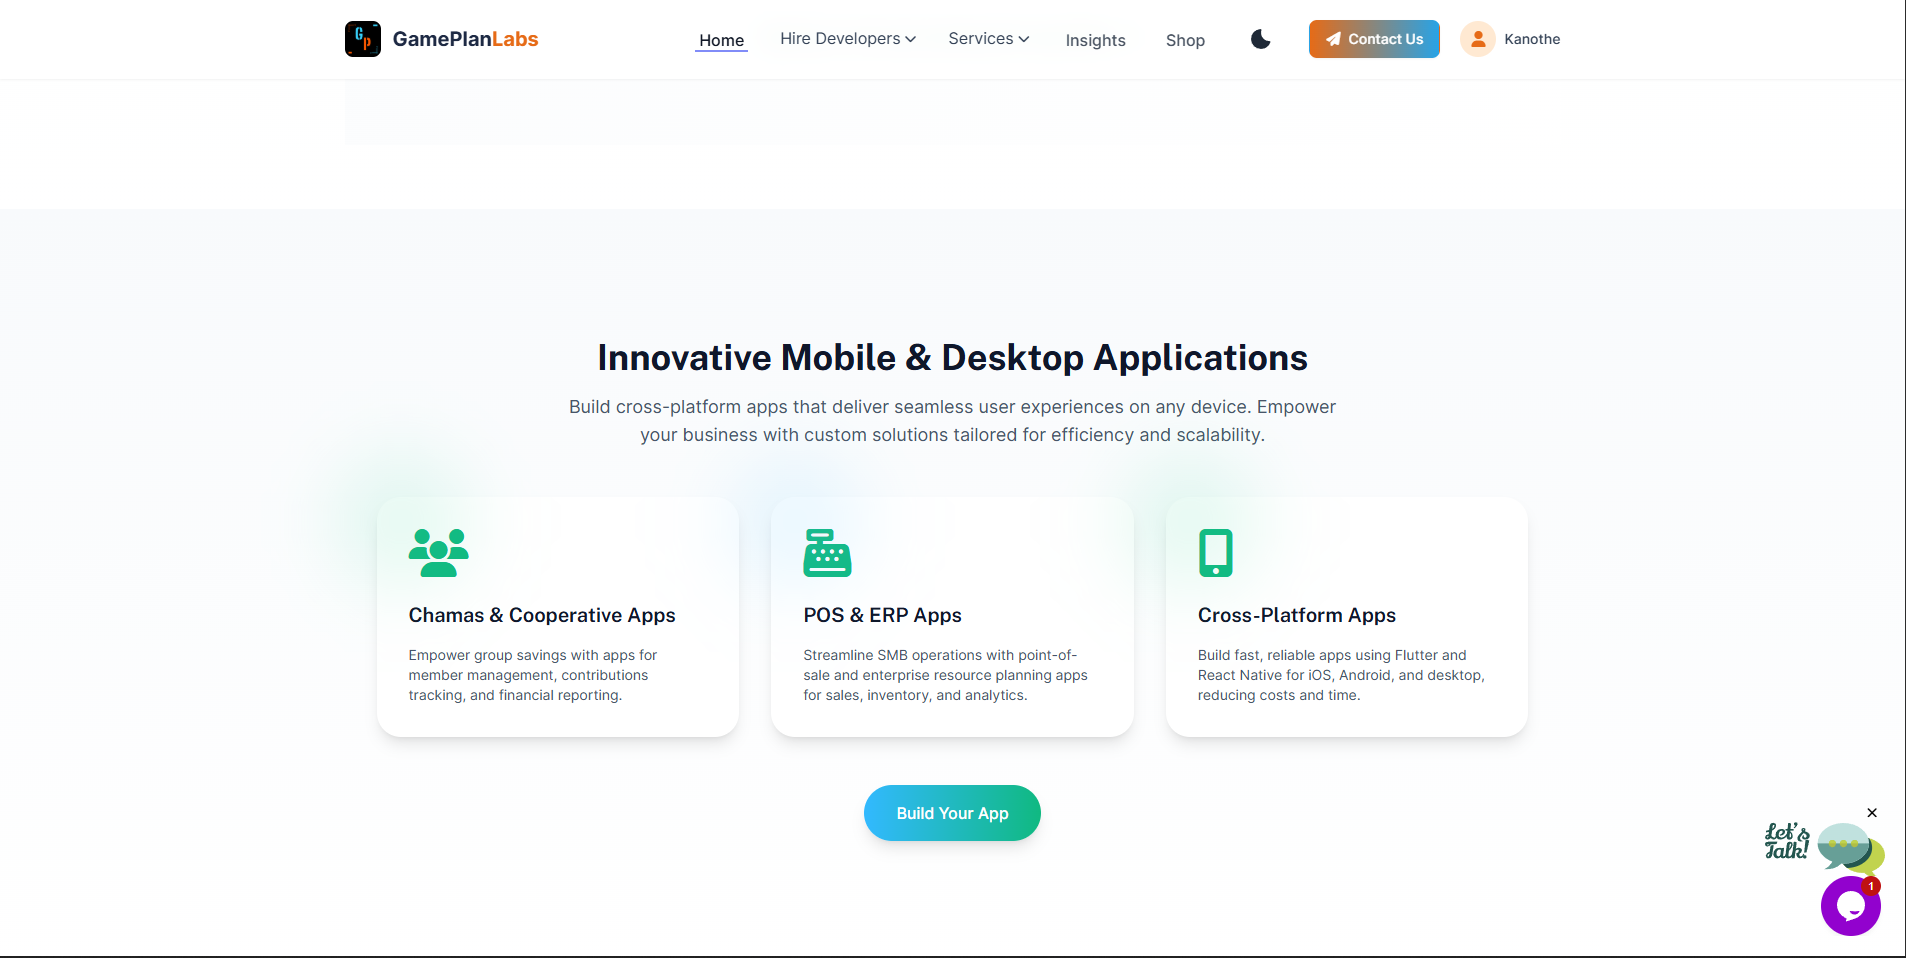 GamePlanLabs
Home
Hire Developers
Services
Insights
Shop
Contact Us
Kanothe
Innovative Mobile & Desktop Applications
Build cross-platform apps that deliver seamless user experiences on any device. Empower
your business with custom solutions tailored for efficiency and scalability.
Chamas & Cooperative Apps
Empower group savings with apps for
member management, contributions
tracking, and financial reporting.
POS & ERP Apps
Streamline SMB operations with point-of-
sale and enterprise resource planning apps
for sales, inventory, and analytics.
Cross-Platform Apps
Build fast, reliable apps using Flutter and
React Native for iOS, Android, and desktop,
reducing costs and time.
Build Your App
Let's
Talk!
1